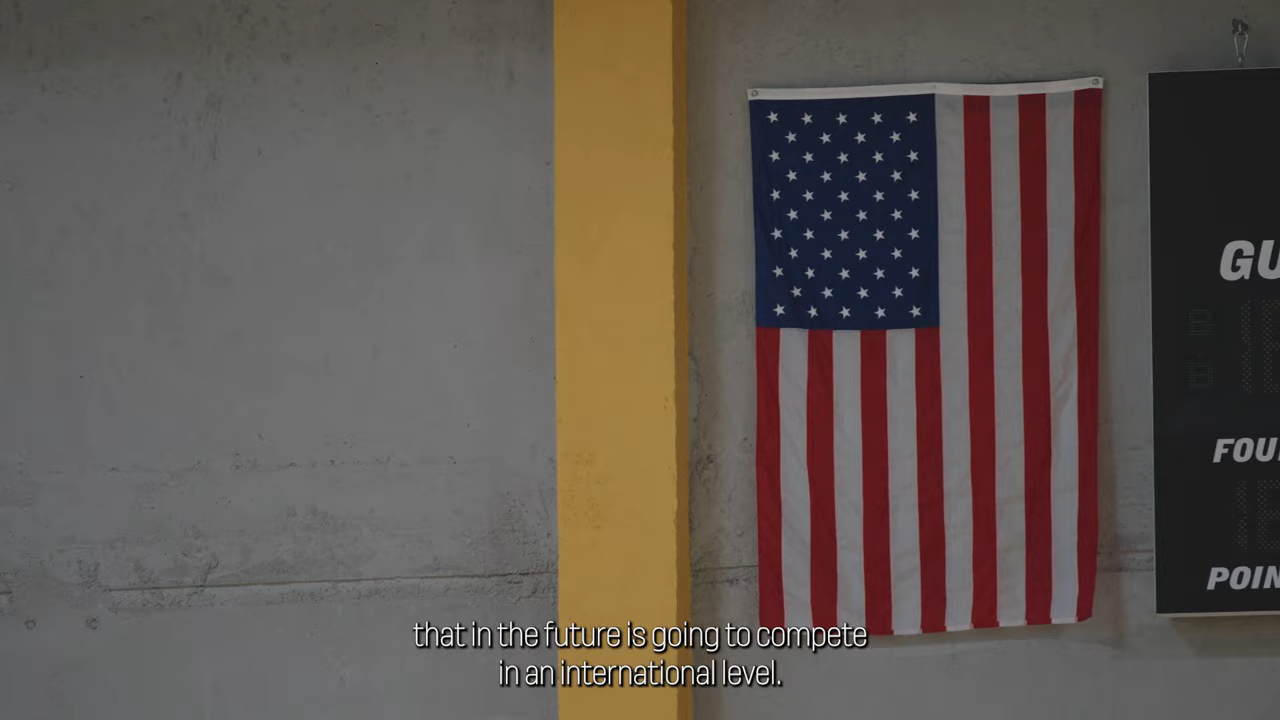 GU
FOU
POIN
that in the future is going to compete
in an international level.